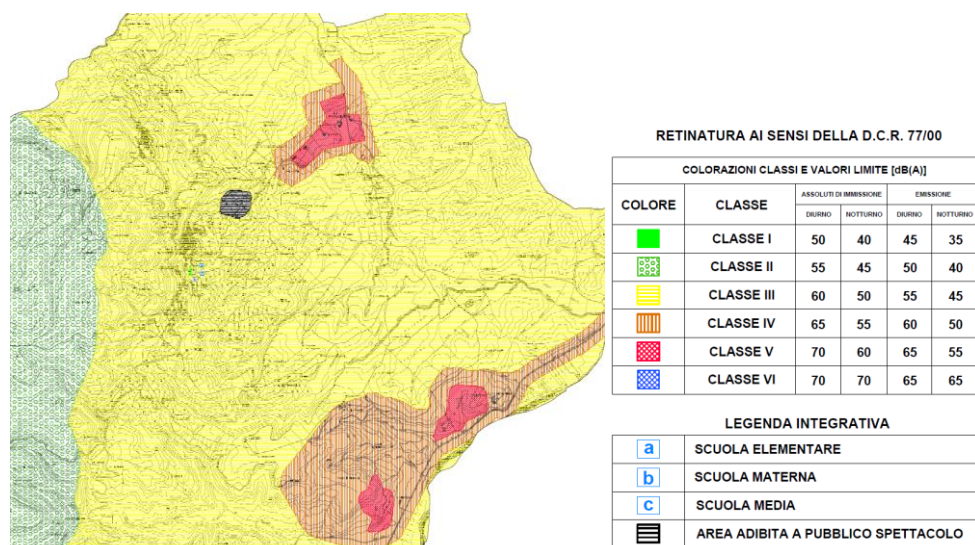 RETINATURA AI SENSI DELLA D.C.R. 77/00
COLORAZIONI CLASSI E VALORI LIMITE [dB(A)]
COLORE CLASSE ASSOLUTI DI IMMISSIONE EMISSIONE
DIURNO NOTTURNO DIURNO NOTTURNO
CLASSE I 50 40 45 35
CLASSE II 55 45 50 40
CLASSE III 60 50 55 45
CLASSE IV 65 55 60 50
CLASSE V 70 60 65 55
CLASSE VI 70 70 65 65
LEGENDA INTEGRATIVA
a SCUOLA ELEMENTARE
b SCUOLA MATERNA
c SCUOLA MEDIA
AREA ADIBITA A PUBBLICO SPETTACOLO